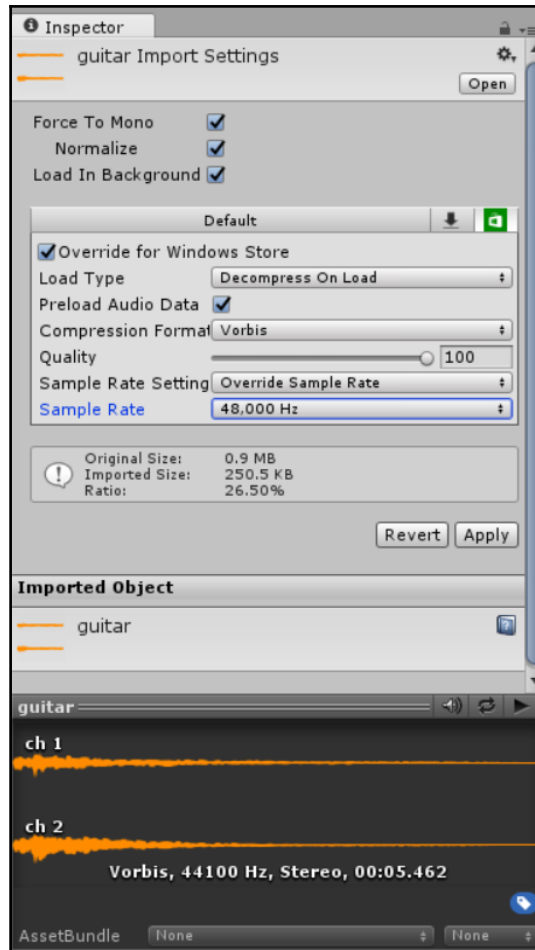 Inspector
guitar Import Settings
Open
Force To Mono
Normalize
Load In Background
Default
Override for Windows Store
Load Type Decompress On Load
Preload Audio Data
Compression Format Vorbis
Quality 100
Sample Rate Setting Override Sample Rate
Sample Rate 48,000 Hz
Original Size: 0.9 MB
Imported Size: 250.5 KB
Ratio: 26.50%
Revert Apply
Imported Object
guitar
guitar
ch 1
ch 2
Vorbis, 44100 Hz, Stereo, 00:05.462
AssetBundle None None